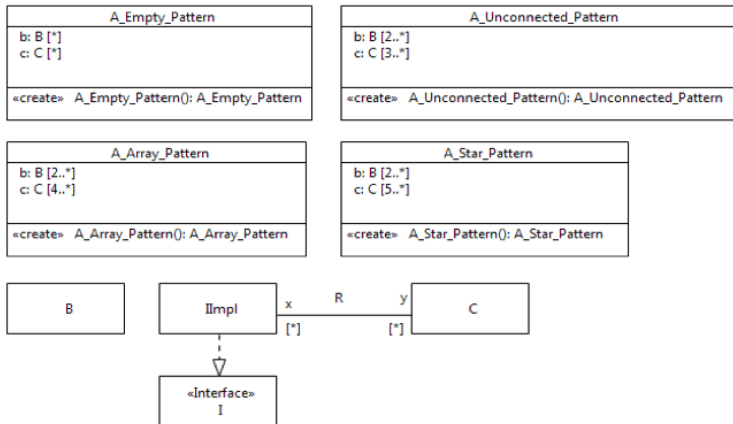 A_Empty_Pattern
b: B [*]
c: C [*]
«create» A_Empty_Pattern(): A_Empty_Pattern
A_Unconnected_Pattern
b: B [2..*]
c: C [3..*]
«create» A_Unconnected_Pattern(): A_Unconnected_Pattern
A_Array_Pattern
b: B [2..*]
c: C [4..*]
«create» A_Array_Pattern(): A_Array_Pattern
A_Star_Pattern
b: B [2..*]
c: C [5..*]
«create» A_Star_Pattern(): A_Star_Pattern
B
IImpl
x R y
[*] [*]
C
«Interface»
I